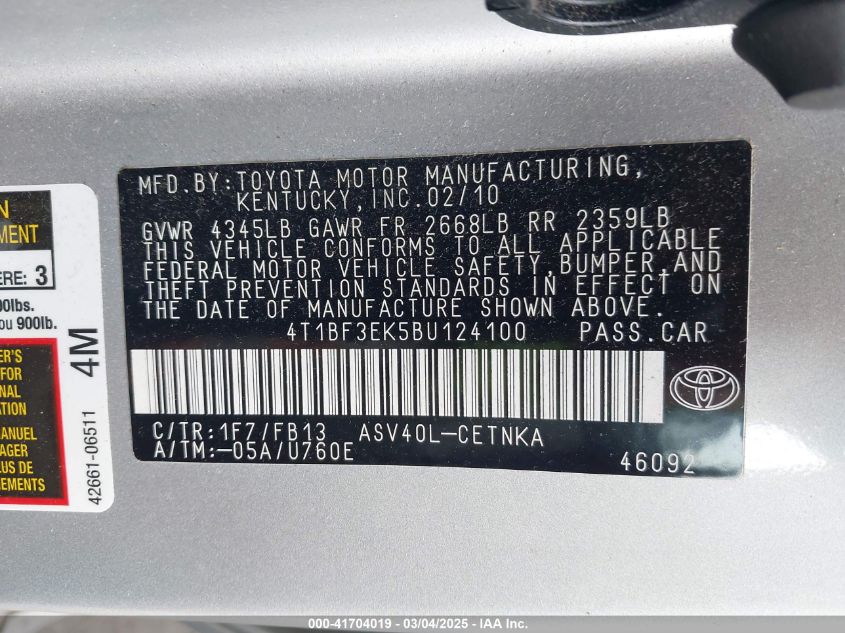 MFD.BY:TOYOTA MOTOR MANUFACTURING,
KENTUCKY,INC.02/10
GVWR 4345LB GAWR FR 2668LB RR 2359LB
THIS VEHICLE CONFORMS TO ALL APPLICABLE
FEDERAL MOTOR VEHICLE SAFETY,BUMPER,AND
THEFT PREVENTION STANDARDS IN EFFECT ON
THE DATE OF MANUFACTURE SHOWN ABOVE.
4T1BF3EK5BU124100 PASS.CAR
C/TR:1F7/FB13 ASV40L-CETNKA
A/TM:-05A/U760E
46092
N
EMENT
ERE: 3
00lbs.
ou 900lb.
ER'S
FOR
NAL
ATION
ANUEL
AGER
LUS DE
LEMENTS
4M
42661-06511
000-41704019 - 03/04/2025 - IAA, Inc.